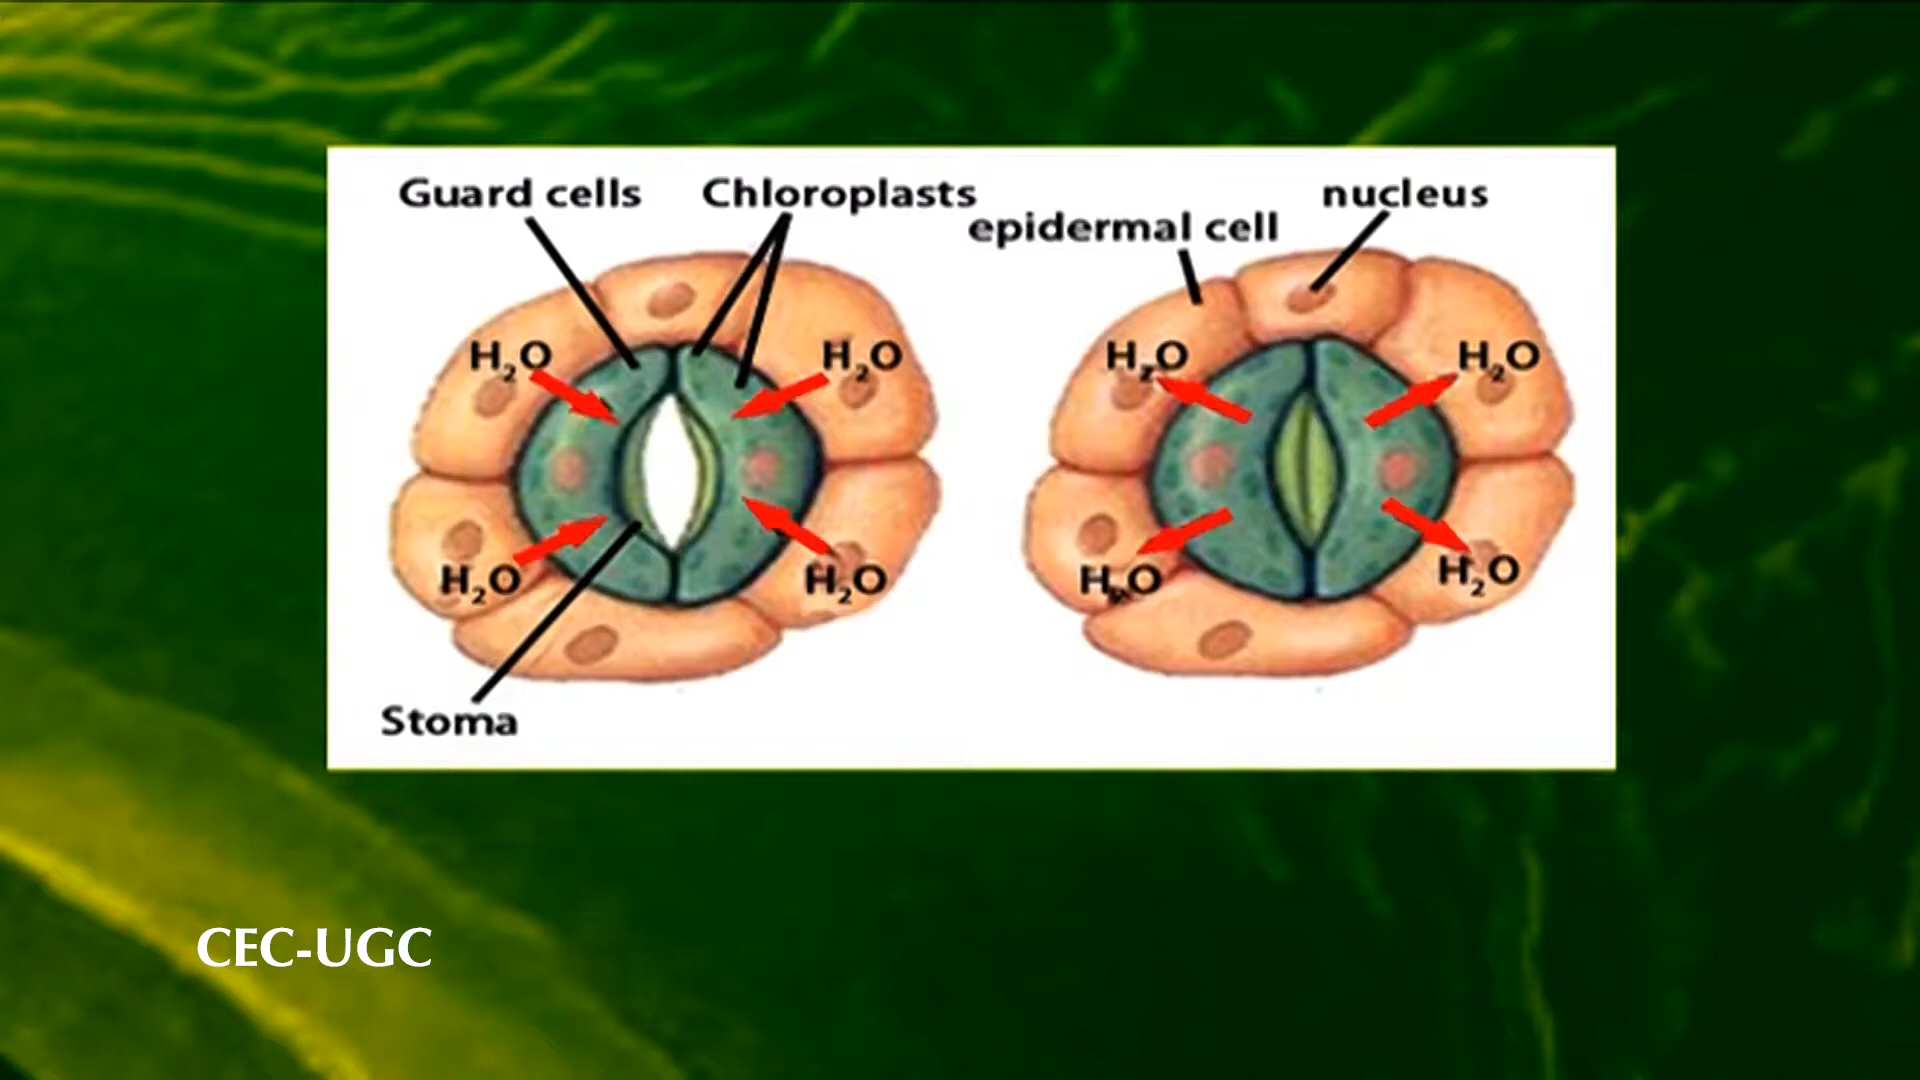 Guard cells
Chloroplasts
epidermal cell
nucleus
H₂O
H₂O
H₂O
H₂O
H₂O
H₂O
H₂O
H₂O
Stoma
CEC-UGC